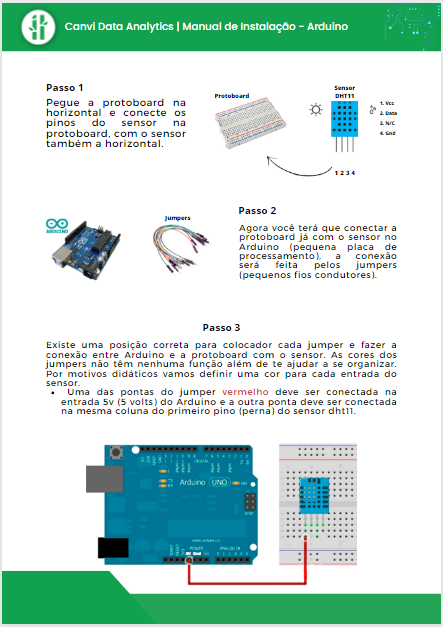 Canvi Data Analytics | Manual de Instalação - Arduino
Passo 1
Pegue a protoboard na
horizontal e conecte os
pinos do sensor na
protoboard, com o sensor
também a horizontal.
Protoboard
Sensor
DHT11
1. Vcc
2. Data
3. N/C
4. Gnd
1 2 3 4
ARDUINO
Jumpers
Passo 2
Agora você terá que conectar a
protoboard já com o sensor no
Arduino (pequena placa de
processamento), a conexão
será feita pelos jumpers
(pequenos fios condutores).
Passo 3
Existe uma posição correta para colocador cada jumper e fazer a
conexão entre Arduino e a protoboard com o sensor. As cores dos
jumpers não têm nenhuma função além de te ajudar a se organizar.
Por motivos didáticos vamos definir uma cor para cada entrada do
sensor.
• Uma das pontas do jumper vermelho deve ser conectada na
entrada 5v (5 volts) do Arduino e a outra ponta deve ser conectada
na mesma coluna do primeiro pino (perna) do sensor dht11.
DIGITAL
Arduino UNO
www.arduino.cc
POWER
ANALOG IN